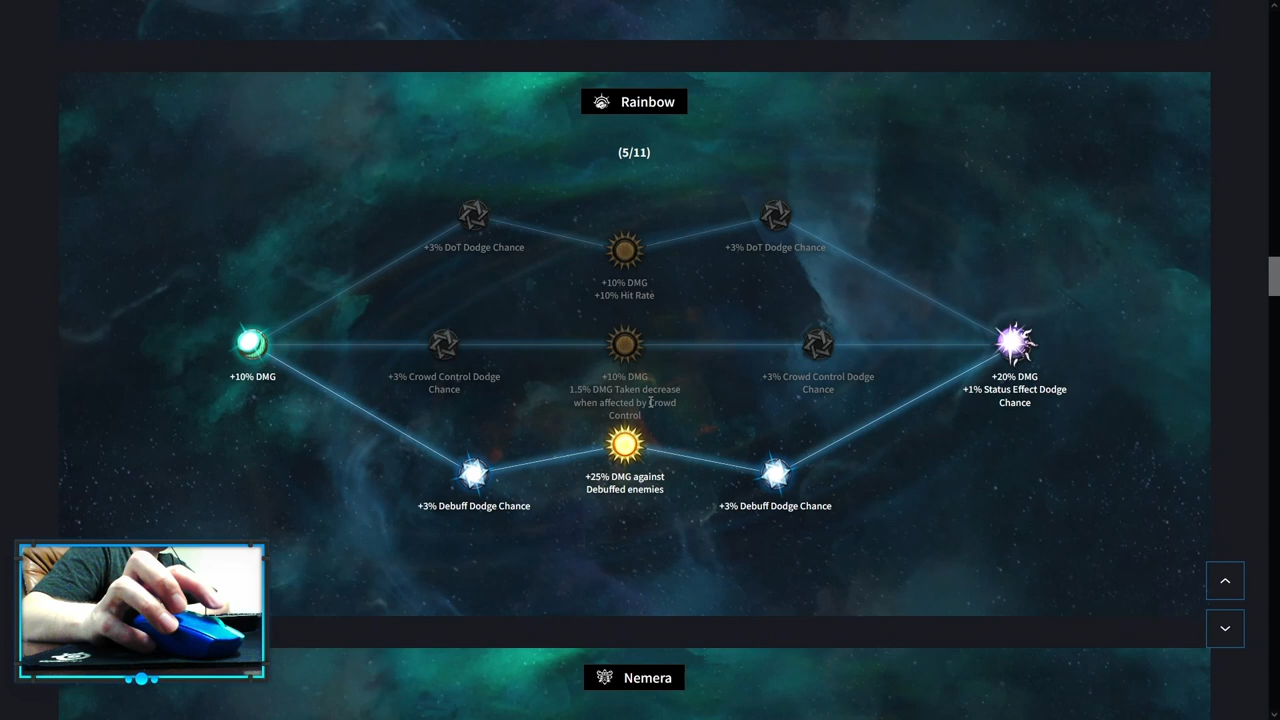 Rainbow
(5/11)
+3% DoT Dodge Chance
+3% DoT Dodge Chance
+10% DMG
+10% Hit Rate
+10% DMG
+3% Crowd Control Dodge
Chance
+10% DMG
1.5% DMG Taken decrease
when affected by Crowd
Control
+3% Crowd Control Dodge
Chance
+20% DMG
+1% Status Effect Dodge
Chance
+3% Debuff Dodge Chance
+25% DMG against
Debuffed enemies
+3% Debuff Dodge Chance
Nemera